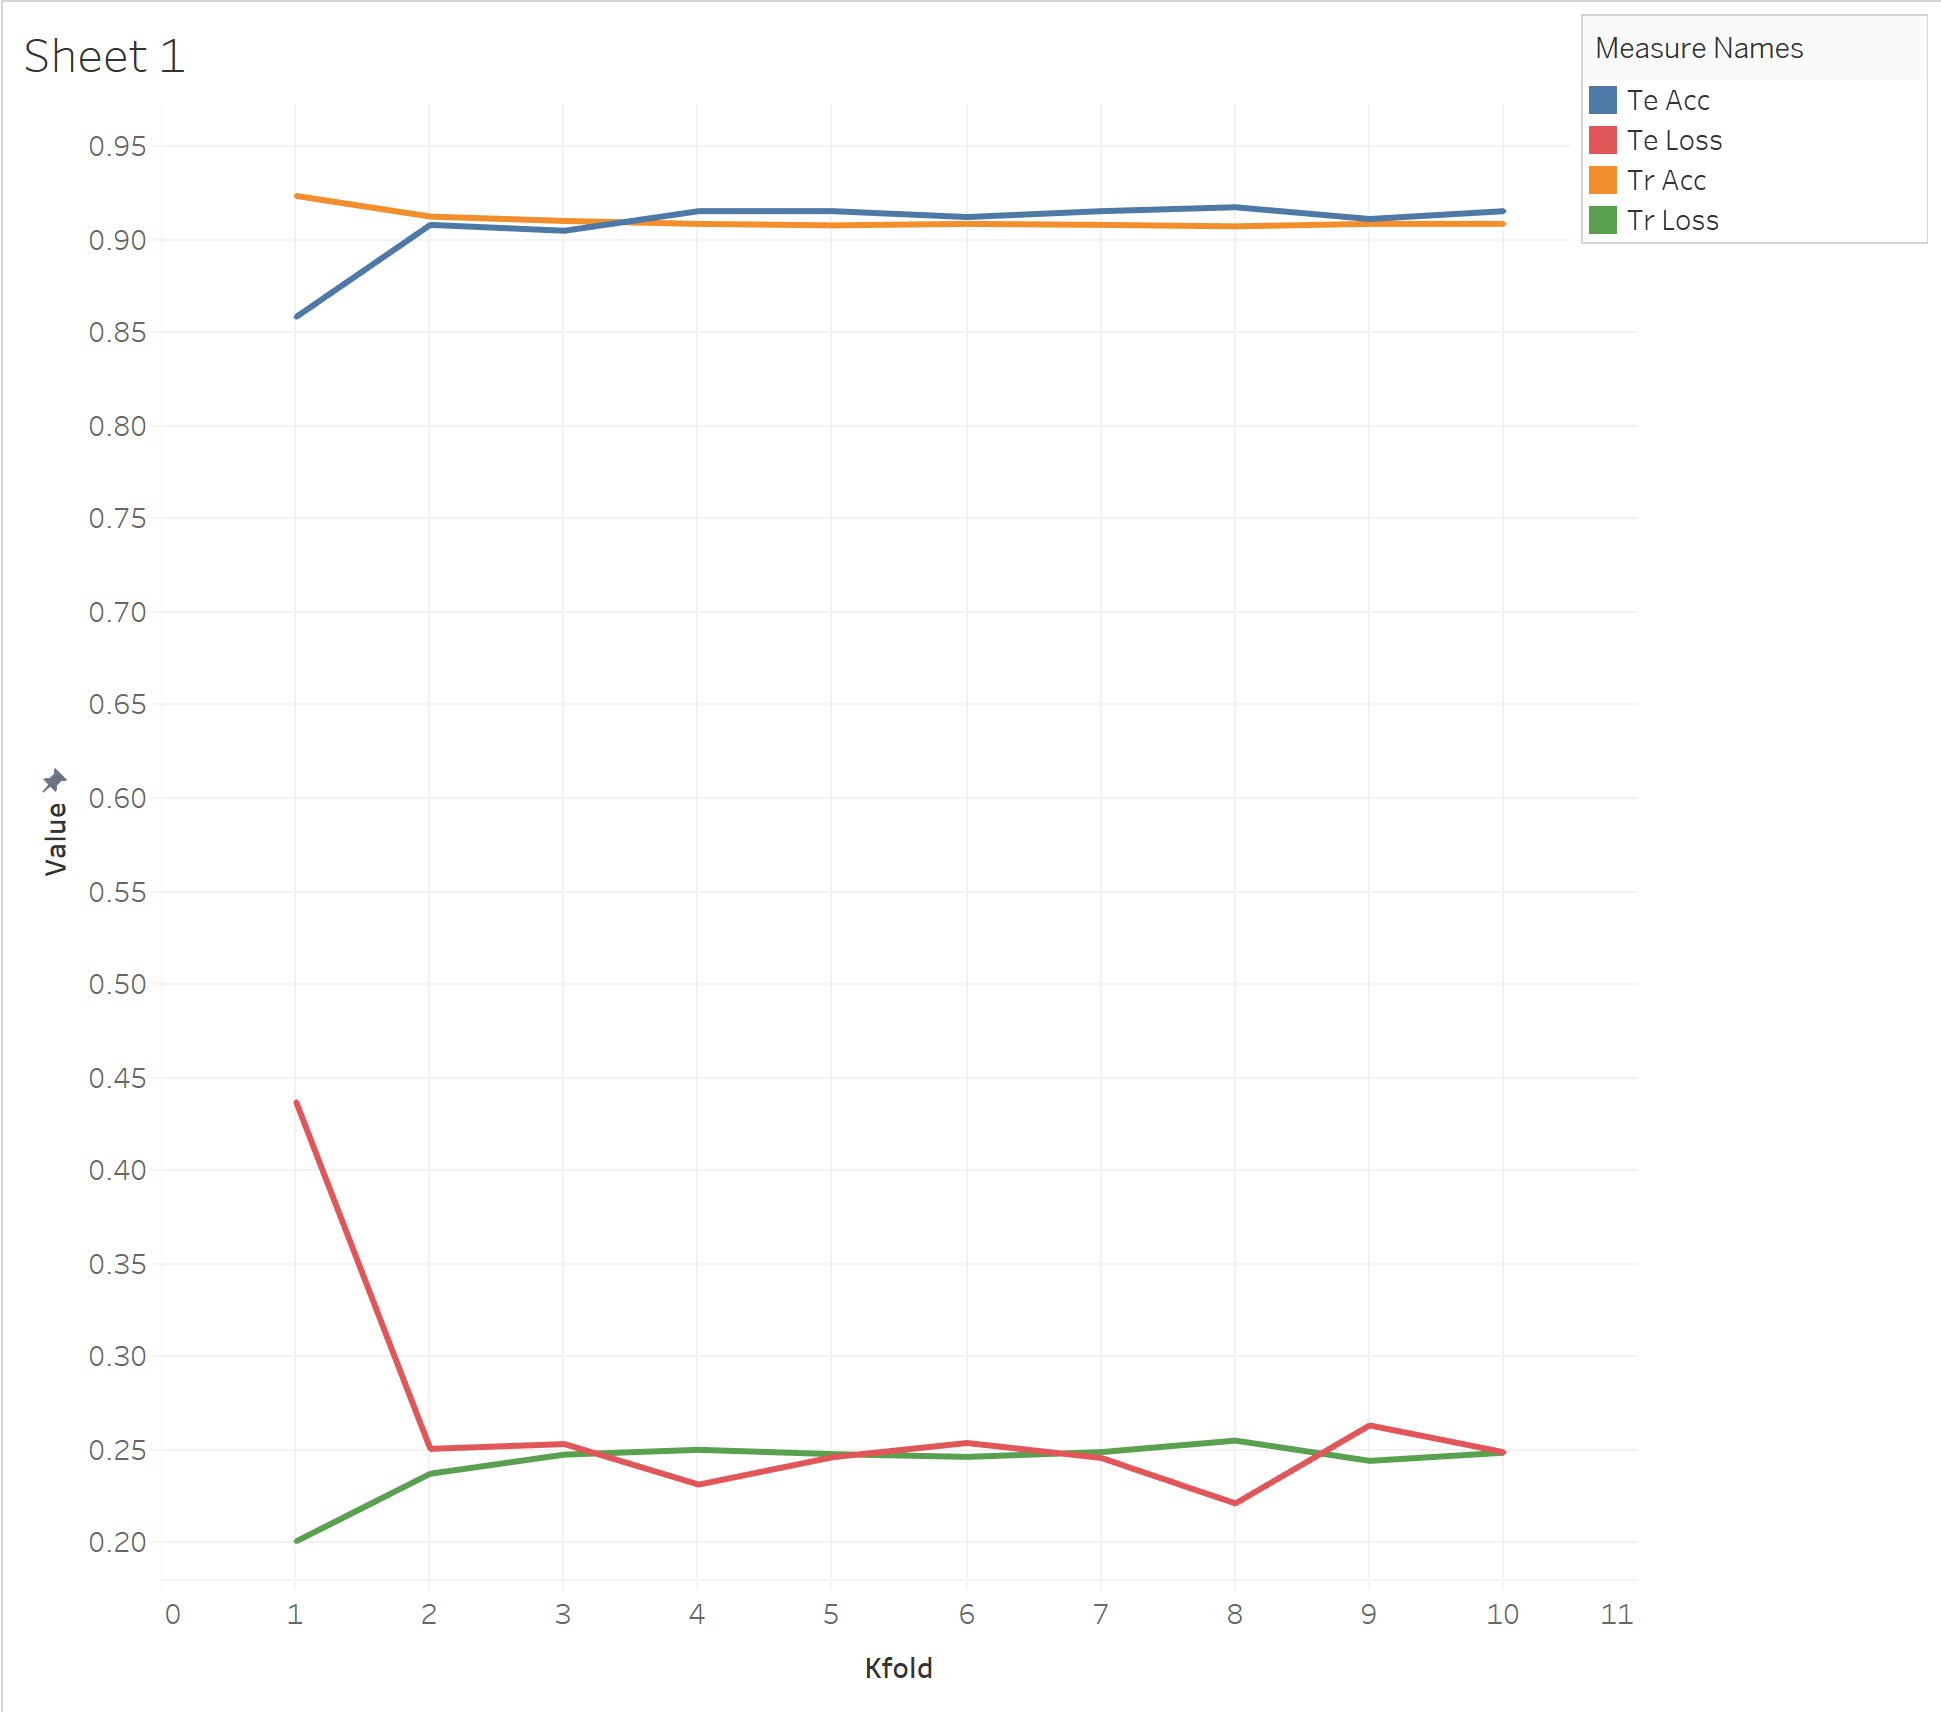 Sheet 1
Measure Names
Te Acc
Te Loss
Tr Acc
Tr Loss
0.95
0.90
0.85
0.80
0.75
0.70
0.65
0.60
0.55
0.50
0.45
0.40
0.35
0.30
0.25
0.20
Value
0 1 2 3 4 5 6 7 8 9 10 11
Kfold